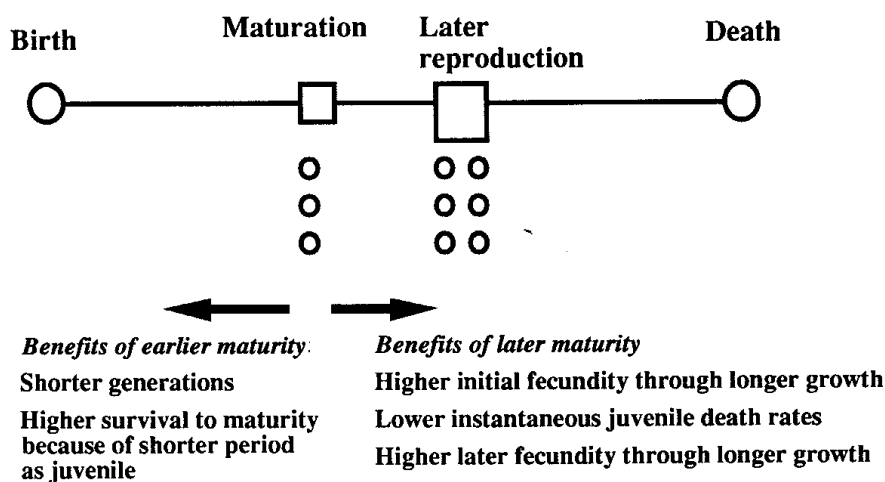 Birth
Maturation
Later
reproduction
Death
Benefits of earlier maturity
Shorter generations
Higher survival to maturity
because of shorter period
as juvenile
Benefits of later maturity
Higher initial fecundity through longer growth
Lower instantaneous juvenile death rates
Higher later fecundity through longer growth